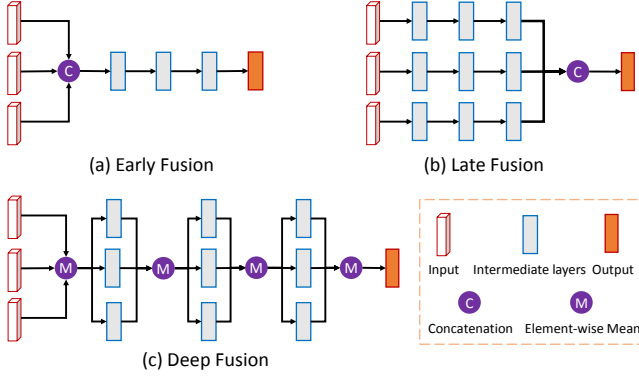 C
(a) Early Fusion
C
(b) Late Fusion
M
M
M
M
(c) Deep Fusion
Input
Intermediate layers
Output
C
Concatenation
M
Element-wise Mean